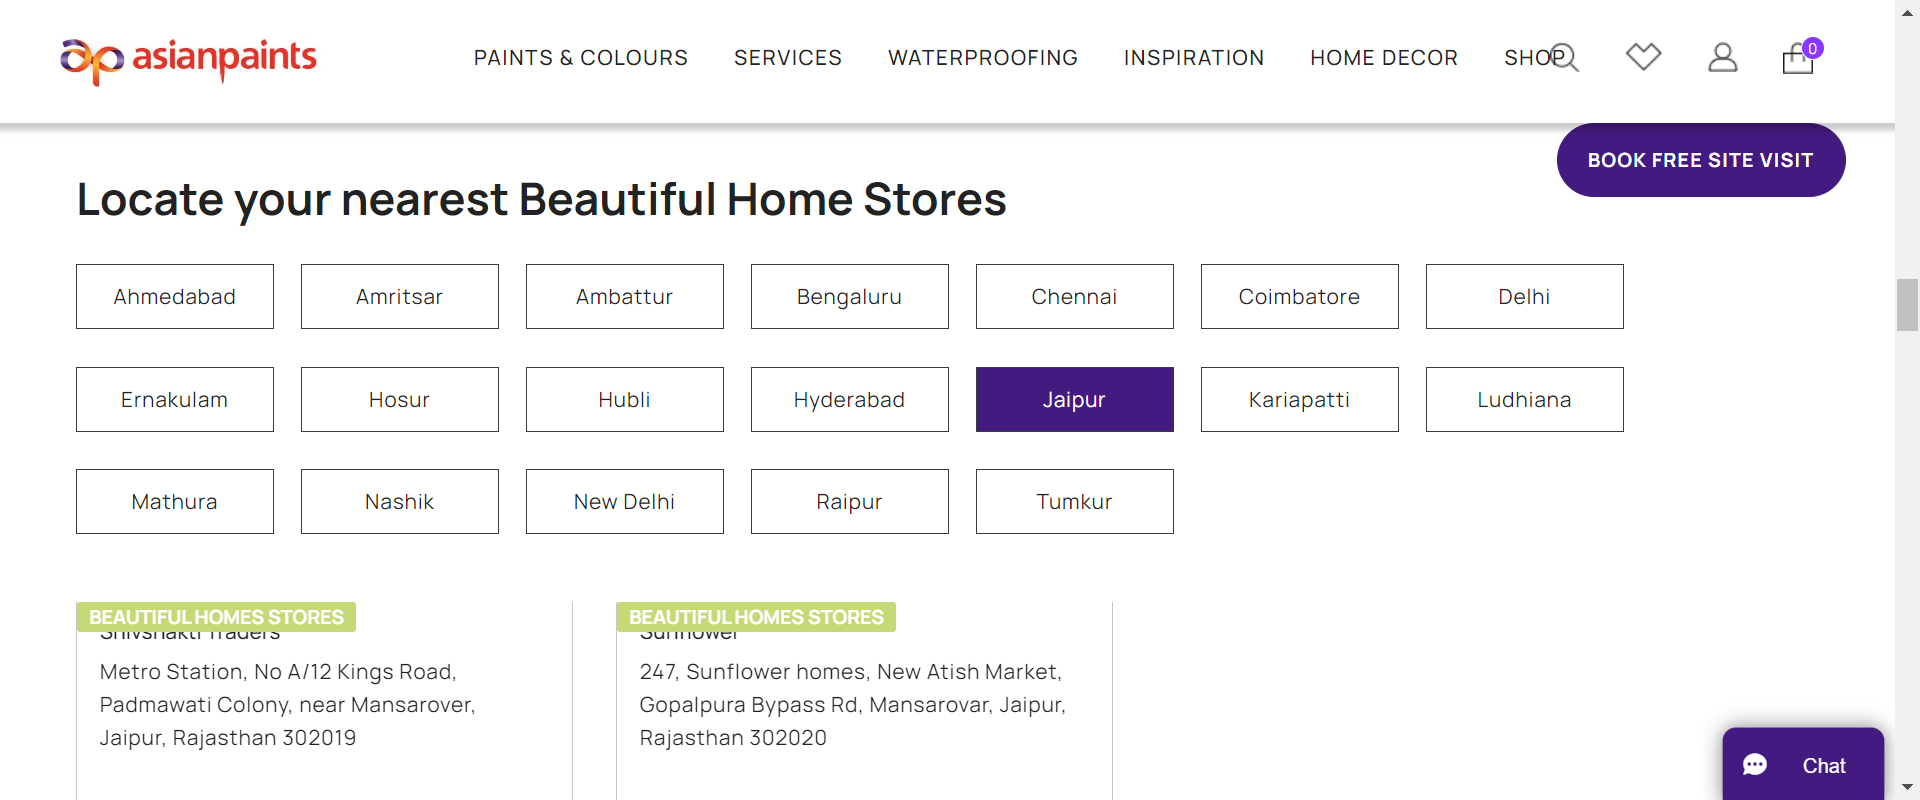 asianpaints
PAINTS & COLOURS
SERVICES
WATERPROOFING
INSPIRATION
HOME DECOR
SHOP
0
BOOK FREE SITE VISIT
Locate your nearest Beautiful Home Stores
Ahmedabad
Amritsar
Ambattur
Bengaluru
Chennai
Coimbatore
Delhi
Ernakulam
Hosur
Hubli
Hyderabad
Jaipur
Kariapatti
Ludhiana
Mathura
Nashik
New Delhi
Raipur
Tumkur
BEAUTIFUL HOMES STORES
Shivshakti Traders
Metro Station, No A/12 Kings Road,
Padmawati Colony, near Mansarover,
Jaipur, Rajasthan 302019
BEAUTIFUL HOMES STORES
Sunflower
247, Sunflower homes, New Atish Market,
Gopalpura Bypass Rd, Mansarovar, Jaipur,
Rajasthan 302020
Chat